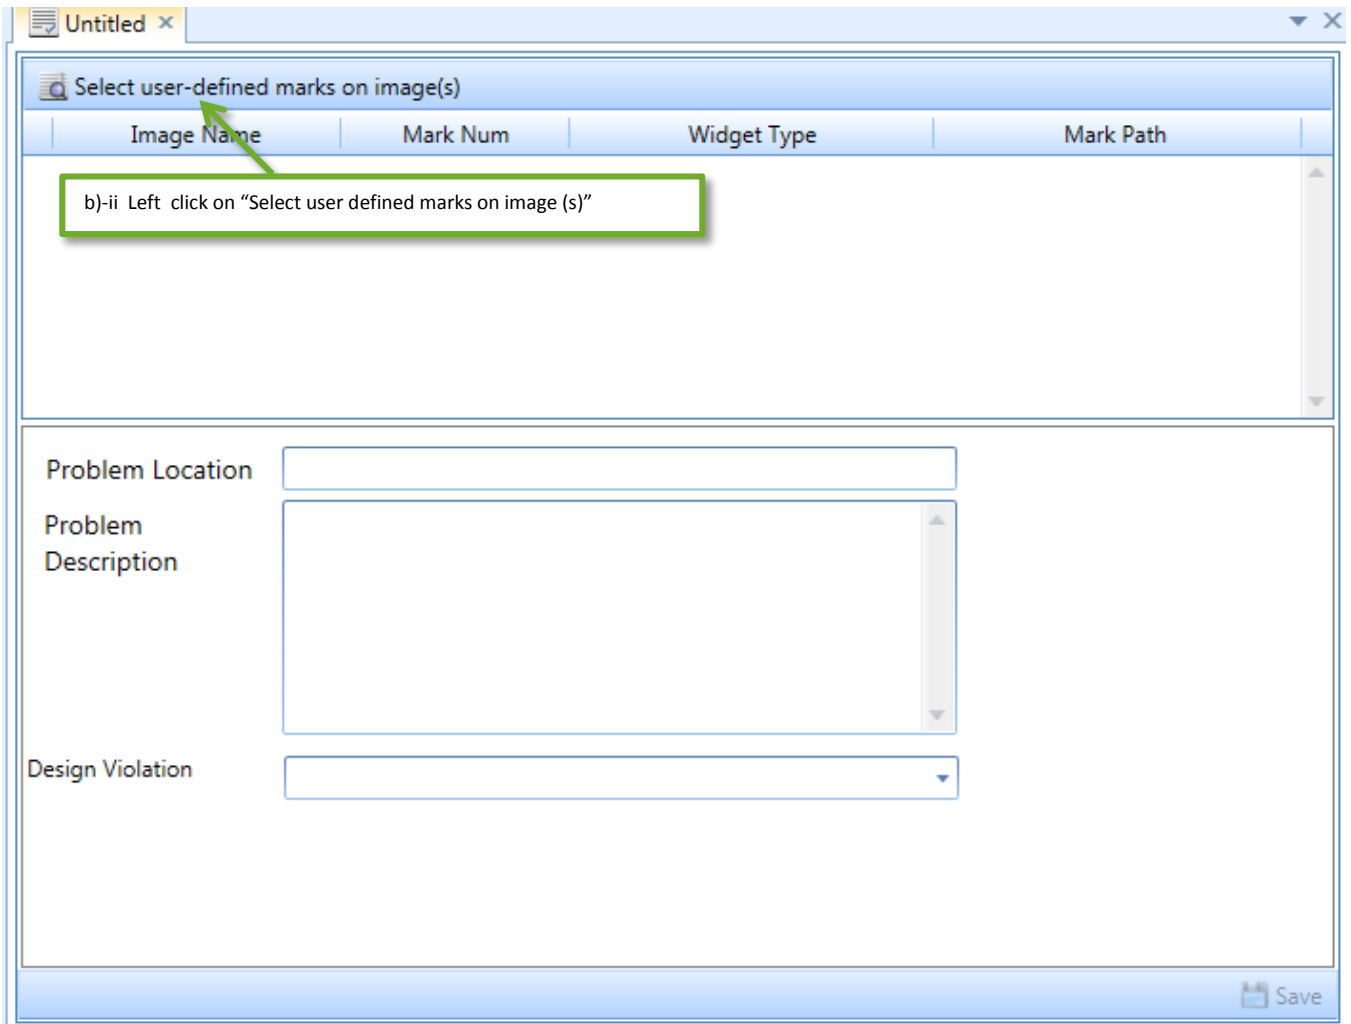 Untitled
Select user-defined marks on image(s)
Image Name Mark Num Widget Type Mark Path
b)-ii Left click on “Select user defined marks on image (s)”
Problem Location
Problem
Description
Design Violation
Save